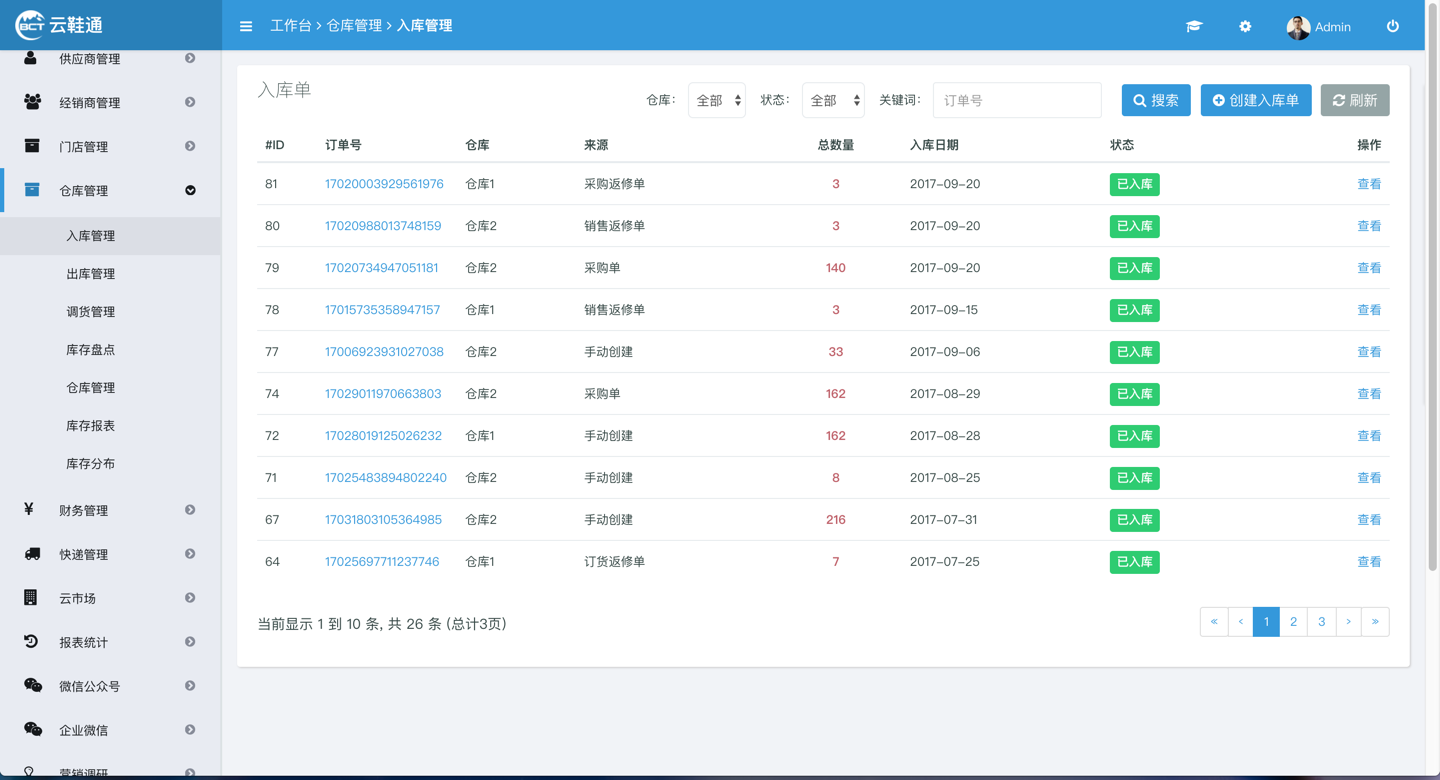 BCT 云鞋通
工作台 › 仓库管理 › 入库管理
Admin
供应商管理
经销商管理
门店管理
仓库管理
入库管理
出库管理
调货管理
库存盘点
仓库管理
库存报表
库存分布
¥ 财务管理
快递管理
云市场
报表统计
微信公众号
企业微信
营销调研
入库单
仓库: 全部 状态: 全部 关键词: 订单号 搜索 创建入库单 刷新
#ID 订单号 仓库 来源 总数量 入库日期 状态 操作
81 17020003929561976 仓库1 采购返修单 3 2017-09-20 已入库 查看
80 17020988013748159 仓库2 销售返修单 3 2017-09-20 已入库 查看
79 17020734947051181 仓库2 采购单 140 2017-09-20 已入库 查看
78 17015735358947157 仓库1 销售返修单 3 2017-09-15 已入库 查看
77 17006923931027038 仓库2 手动创建 33 2017-09-06 已入库 查看
74 17029011970663803 仓库2 采购单 162 2017-08-29 已入库 查看
72 17028019125026232 仓库1 手动创建 162 2017-08-28 已入库 查看
71 17025483894802240 仓库2 手动创建 8 2017-08-25 已入库 查看
67 17031803105364985 仓库2 手动创建 216 2017-07-31 已入库 查看
64 17025697711237746 仓库1 订货返修单 7 2017-07-25 已入库 查看
当前显示 1 到 10 条, 共 26 条 (总计3页)
« ‹ 1 2 3 › »